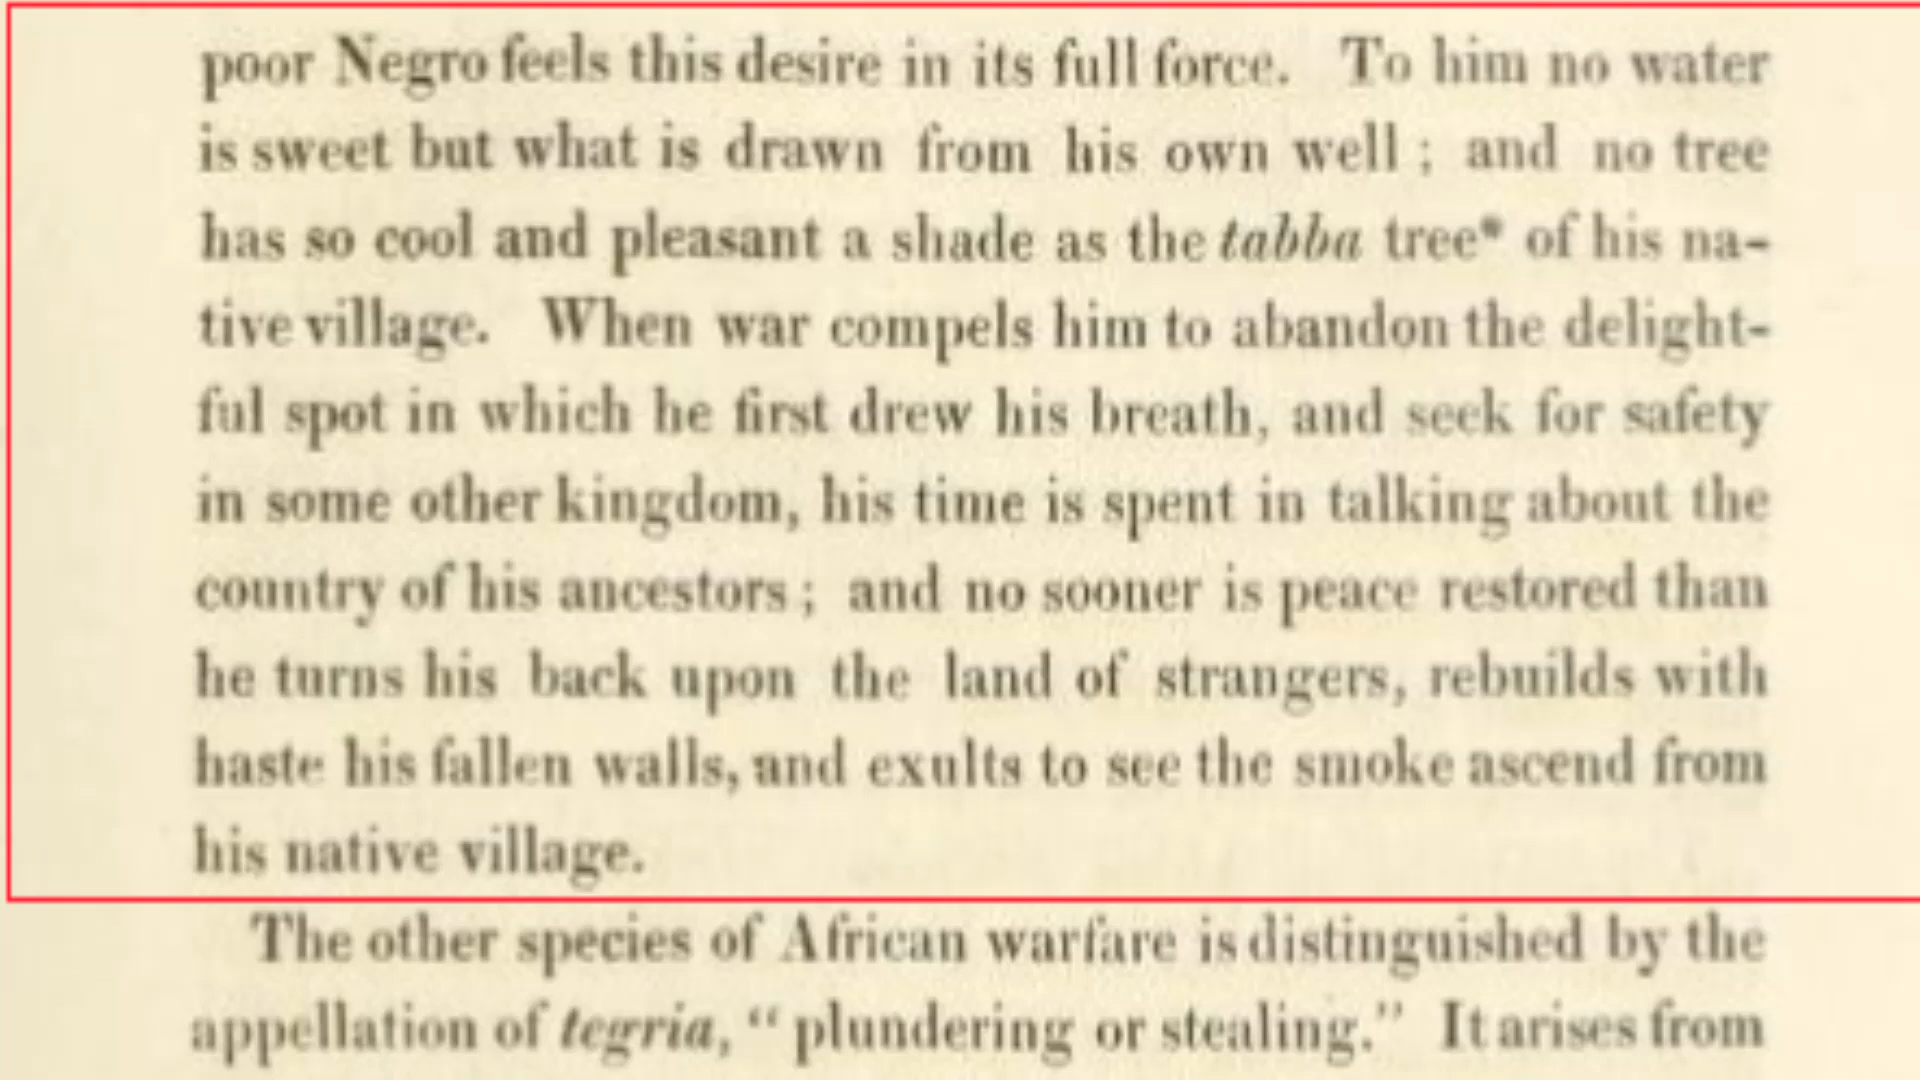 poor Negro feels this desire in its full force. To him no water
is sweet but what is drawn from his own well ; and no tree
has so cool and pleasant a shade as the tabba tree* of his na-
tive village. When war compels him to abandon the delight-
ful spot in which he first drew his breath, and seek for safety
in some other kingdom, his time is spent in talking about the
country of his ancestors ; and no sooner is peace restored than
he turns his back upon the land of strangers, rebuilds with
haste his fallen walls, and exults to see the smoke ascend from
his native village.
The other species of African warfare is distinguished by the
appellation of tegria, “ plundering or stealing.” It arises from